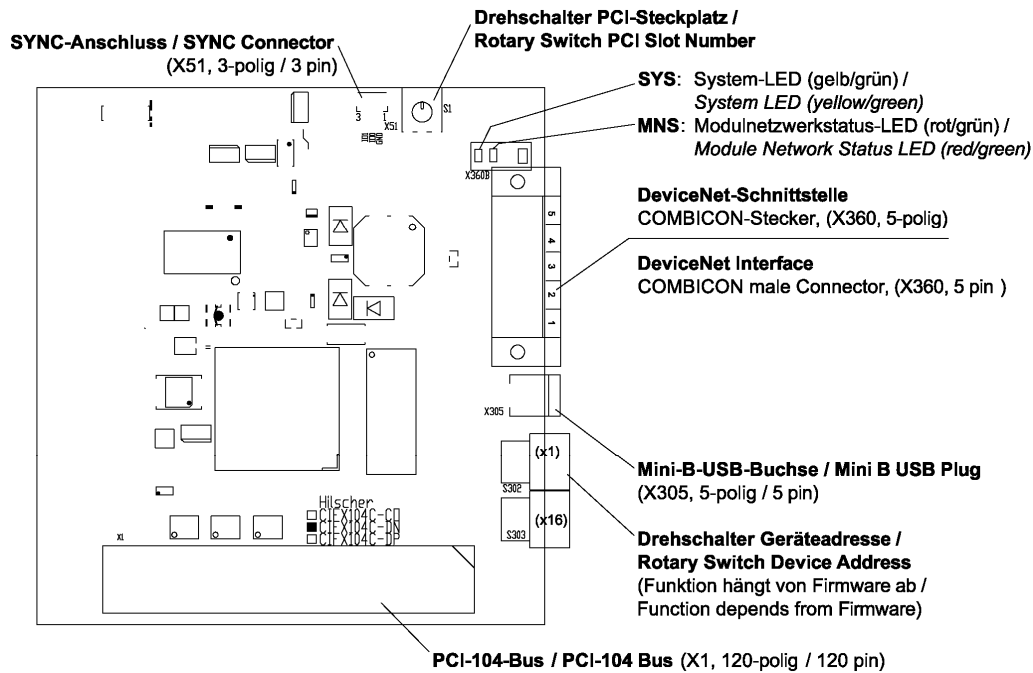 Drehschalter PCI-Steckplatz /
Rotary Switch PCI Slot Number
SYNC-Anschluss / SYNC Connector
(X51, 3-polig / 3 pin)
SYS: System-LED (gelb/grün) /
System LED (yellow/green)
MNS: Modulnetzwerkstatus-LED (rot/grün) /
Module Network Status LED (red/green)
3 1
X51
S1
X360B
DeviceNet-Schnittstelle
COMBICON-Stecker, (X360, 5-polig)
DeviceNet Interface
COMBICON male Connector, (X360, 5 pin )
5
4
3
2
1
X305
Mini-B-USB-Buchse / Mini B USB Plug
(X305, 5-polig / 5 pin)
(x1)
S302
(x16)
S303
Drehschalter Geräteadresse /
Rotary Switch Device Address
(Funktion hängt von Firmware ab /
Function depends from Firmware)
Hilscher
CIFX104C-CO
CIFX104C-DN
CIFX104C-DP
X1
PCI-104-Bus / PCI-104 Bus (X1, 120-polig / 120 pin)